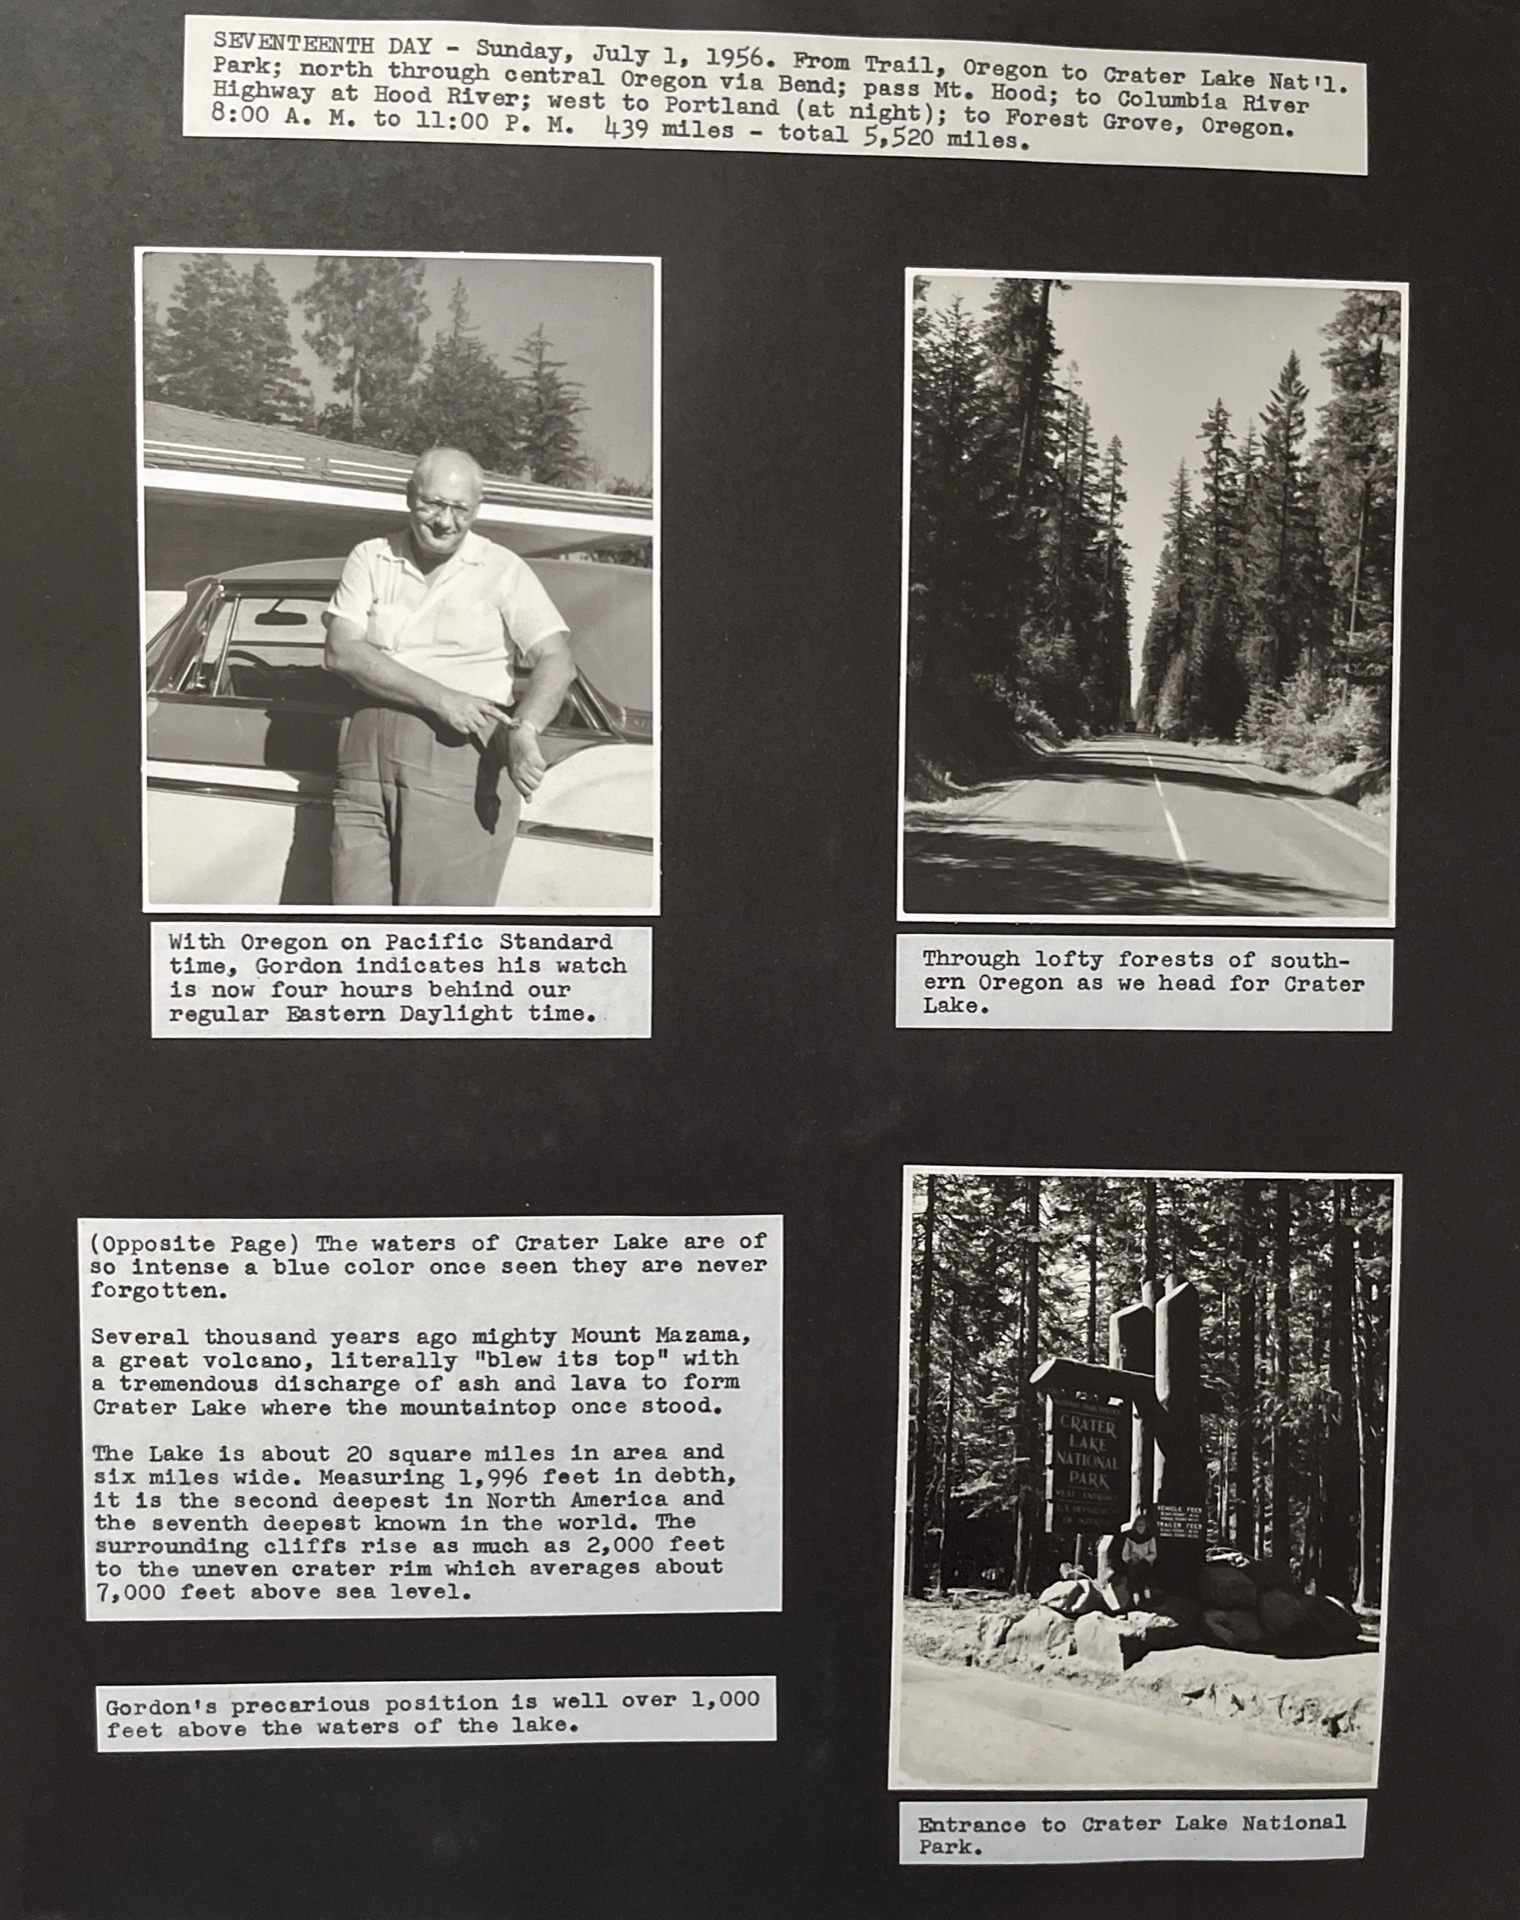 SEVENTEENTH DAY - Sunday, July 1, 1956. From Trail, Oregon to Crater Lake Nat'l.
Park; north through central Oregon via Bend; pass Mt. Hood; to Columbia River
Highway at Hood River; west to Portland (at night); to Forest Grove, Oregon.
8:00 A. M. to 11:00 P. M. 439 miles - total 5,520 miles.
With Oregon on Pacific Standard
time, Gordon indicates his watch
is now four hours behind our
regular Eastern Daylight time.
Through lofty forests of south-
ern Oregon as we head for Crater
Lake.
(Opposite Page) The waters of Crater Lake are of
so intense a blue color once seen they are never
forgotten.
Several thousand years ago mighty Mount Mazama,
a great volcano, literally "blew its top" with
a tremendous discharge of ash and lava to form
Crater Lake where the mountaintop once stood.
The Lake is about 20 square miles in area and
six miles wide. Measuring 1,996 feet in debth,
it is the second deepest in North America and
the seventh deepest known in the world. The
surrounding cliffs rise as much as 2,000 feet
to the uneven crater rim which averages about
7,000 feet above sea level.
Gordon's precarious position is well over 1,000
feet above the waters of the lake.
CRATER
LAKE
NATIONAL
PARK
WEST ENTRANCE
VEHICLE FEES
TRAILER FEES
Entrance to Crater Lake National
Park.